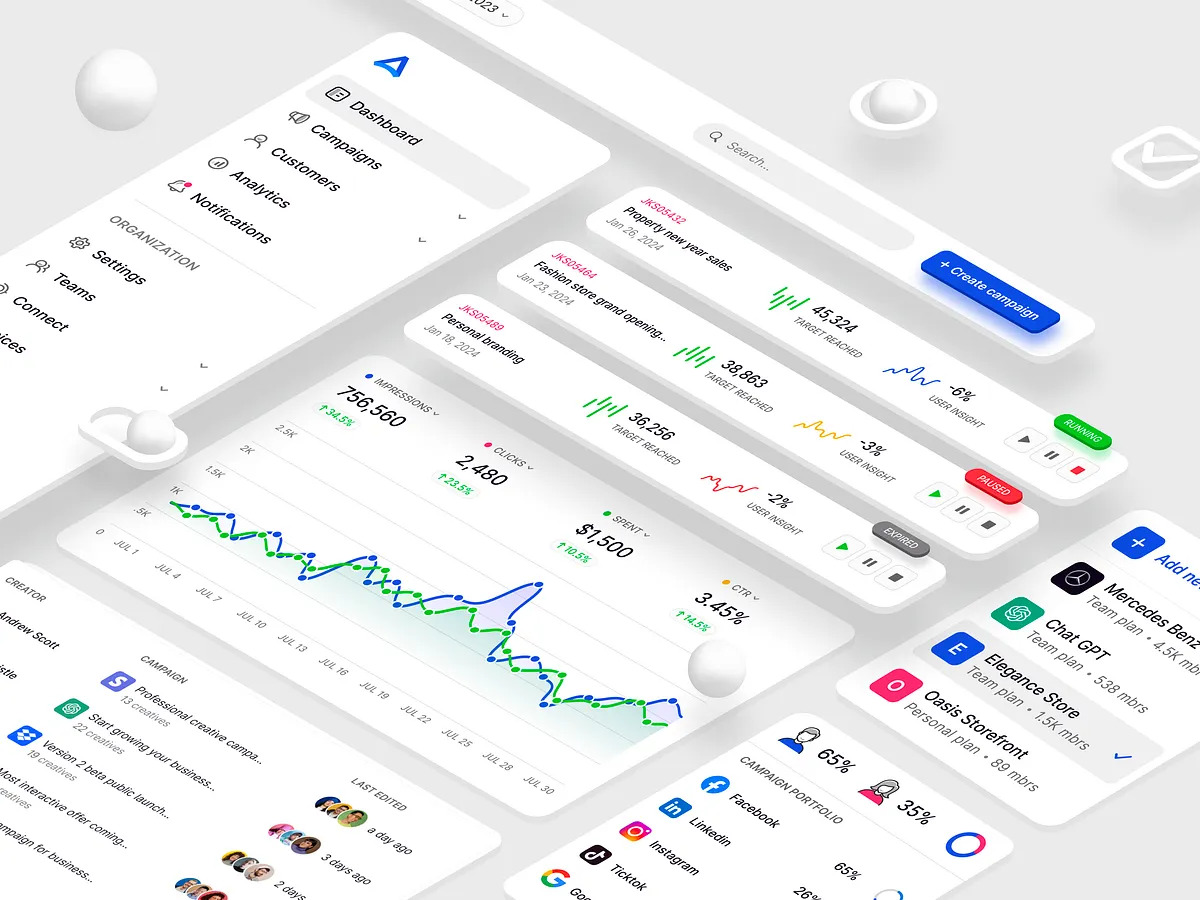 2023
Dashboard
Campaigns
Customers
Analytics
Notifications
ORGANIZATION
Settings
Teams
Connect
Search...
+ Create campaign
JKS05432
Property new year sales
Jan 26, 2024
45,324
TARGET REACHED
-6%
USER INSIGHT
RUNNING
JKS05464
Fashion store grand opening...
Jan 23, 2024
38,863
TARGET REACHED
-3%
USER INSIGHT
PAUSED
JKS05489
Personal branding
Jan 18, 2024
36,256
TARGET REACHED
-2%
USER INSIGHT
EXPIRED
IMPRESSIONS
756,560
↑34.5%
CLICKS
2,480
↑23.5%
SPENT
$1,500
↑10.5%
CTR
3.45%
↑14.5%
2.5K
2K
1.5K
1K
.5K
0
JUL 1
JUL 4
JUL 7
JUL 10
JUL 13
JUL 16
JUL 19
JUL 22
JUL 25
JUL 28
JUL 30
CREATOR
Andrew Scott
CAMPAIGN
Professional creative campa...
13 creatives
Start growing your business...
22 creatives
Version 2 beta public launch...
19 creatives
Most interactive offer coming...
creatives
campaign for business...
LAST EDITED
a day ago
3 days ago
2 days
+ Add ne
Mercedes Benz
Team plan • 4.5K
Chat GPT
Team plan • 538 mbrs
E
Elegance Store
Team plan • 1.5K mbrs
O
Oasis Storefront
Personal plan • 89 mbrs
65%
35%
CAMPAIGN PORTFOLIO
Facebook
65%
in
Linkedin
26%
Instagram
Ticktok
G
Goo